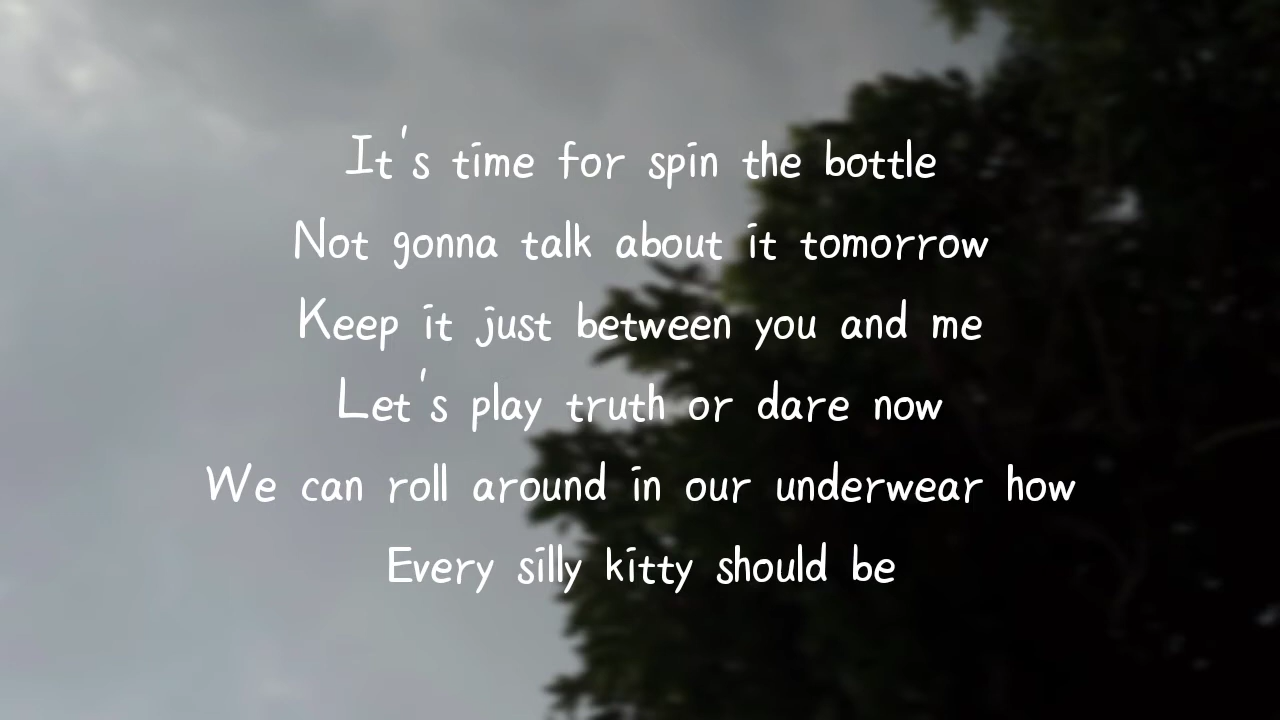 It's time for spin the bottle
Not gonna talk about it tomorrow
Keep it just between you and me
Let's play truth or dare now
We can roll around in our underwear how
Every silly kitty should be